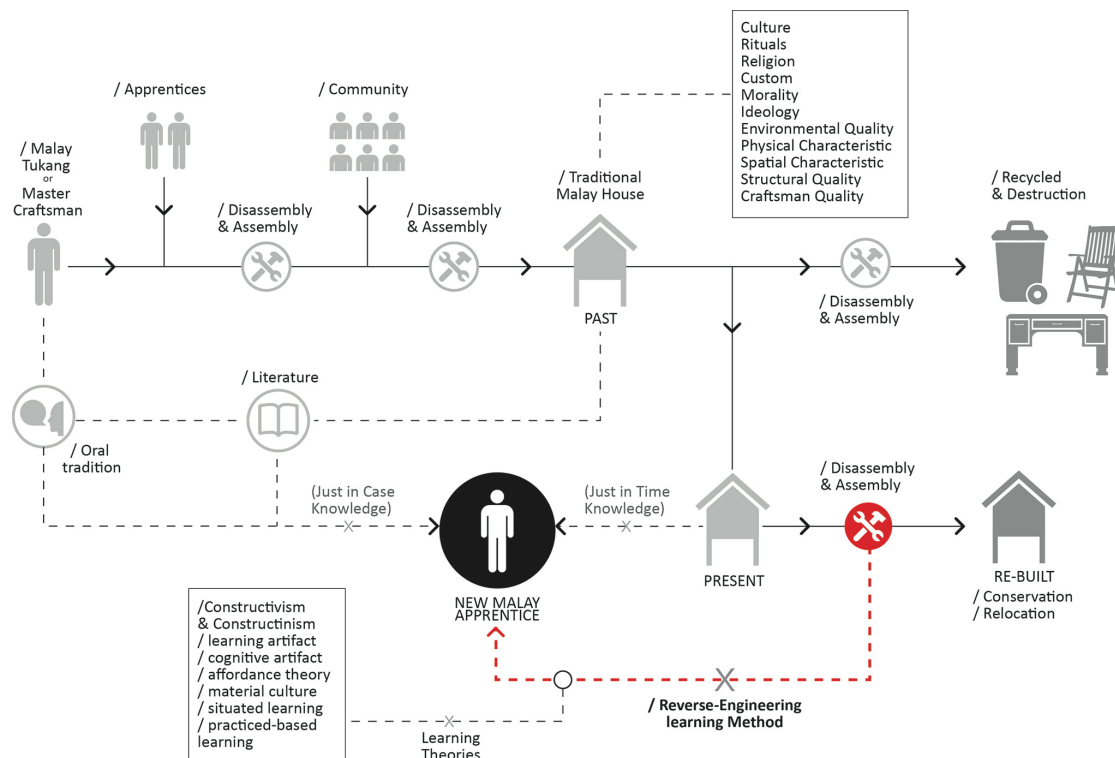 Culture
Rituals
Religion
Custom
Morality
Ideology
Environmental Quality
Physical Characteristic
Spatial Characteristic
Structural Quality
Craftsman Quality
/ Apprentices
/ Community
/ Malay
Tukang
or
Master
Craftsman
/ Disassembly
& Assembly
/ Disassembly
& Assembly
/ Traditional
Malay House
/ Recycled
& Destruction
PAST
/ Disassembly
& Assembly
/ Literature
/ Oral
tradition
(Just in Case
Knowledge)
(Just in Time
Knowledge)
/ Disassembly
& Assembly
NEW MALAY
APPRENTICE
PRESENT
RE-BUILT
/ Conservation
/ Relocation
/Constructivism
& Constructinism
/ learning artifact
/ cognitive artifact
/ affordance theory
/ material culture
/ situated learning
/ practiced-based
learning
/ Reverse-Engineering
learning Method
Learning
Theories